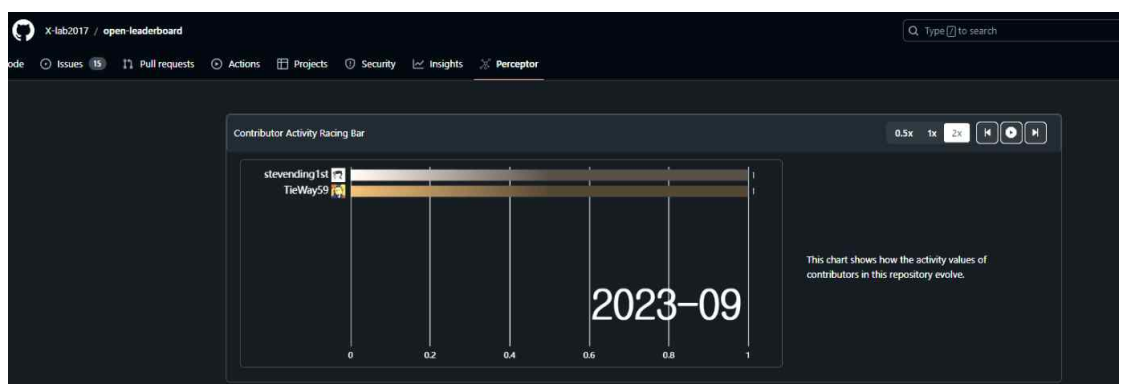 X-lab2017 / open-leaderboard
Type / to search
ode Issues 15 Pull requests Actions Projects Security Insights Perceptor
Contributor Activity Racing Bar
0.5x 1x 2x
stevending1st 1
TieWay59 1
This chart shows how the activity values of
contributors in this repository evolve.
2023-09
0 0.2 0.4 0.6 0.8 1